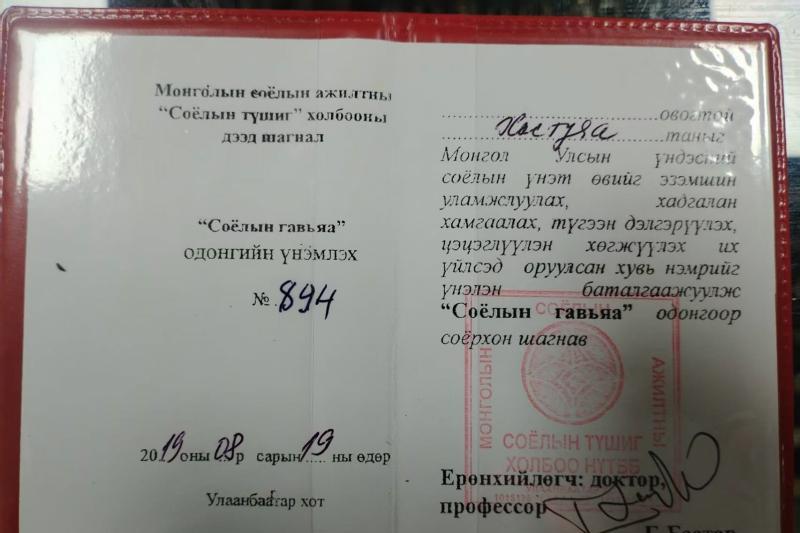 Монголын соёлын ажилтны
“Соёлын түшиг” холбооны
дээд шагнал
“Соёлын гавьяа”
одонгийн үнэмлэх
№ 894
2019 оны 08 р сарын 19 ны өдөр
Улаанбаатар хот
овогтой
таныг
Монгол Улсын үндэсний
соёлын үнэт өвийг эзэмшин
уламжлуулах, хадгалан
хамгаалах, түгээн дэлгэрүүлэх,
цэцэглүүлэн хөгжүүлэх их
үйлсэд оруулсан хувь нэмрийг
үнэлэн баталгаажуулж
“Соёлын гавьяа” одонгоор
соёрхон шагнав
СОЁЛЫН
МОНГОЛЫН
АЖИЛТНЫ
СОЁЛЫН ТҮШИГ
ХОЛБОО НҮТББ
Ерөнхийлөгч: доктор,
профессор